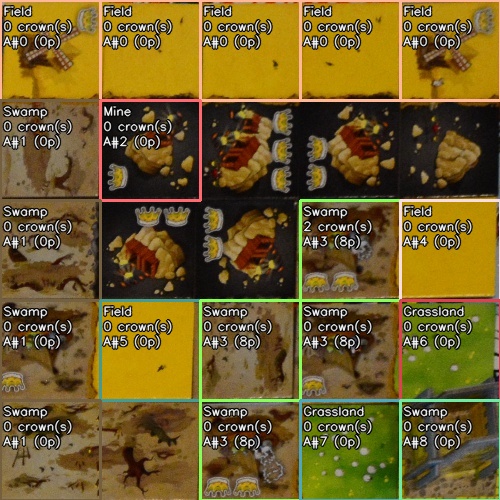 Field
0 crown(s)
A#0 (0p)
Field
0 crown(s)
A#0 (0p)
Field
0 crown(s)
A#0 (0p)
Field
0 crown(s)
A#0 (0p)
Field
0 crown(s)
A#0 (0p)
Swamp
0 crown(s)
A#1 (0p)
Mine
0 crown(s)
A#2 (0p)
Swamp
0 crown(s)
A#1 (0p)
Swamp
2 crown(s)
A#3 (8p)
Field
0 crown(s)
A#4 (0p)
Swamp
0 crown(s)
A#1 (0p)
Field
0 crown(s)
A#5 (0p)
Swamp
0 crown(s)
A#3 (8p)
Swamp
0 crown(s)
A#3 (8p)
Grassland
0 crown(s)
A#6 (0p)
Swamp
0 crown(s)
A#1 (0p)
Swamp
0 crown(s)
A#3 (8p)
Grassland
0 crown(s)
A#7 (0p)
Swamp
0 crown(s)
A#8 (0p)